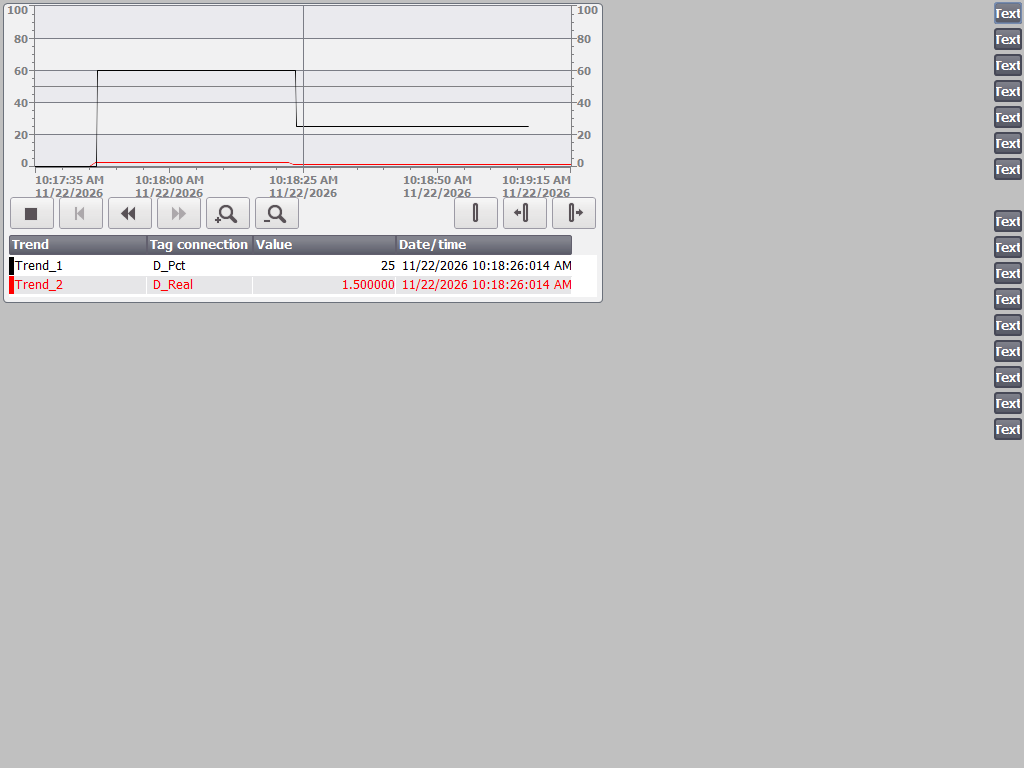 100 100 Text
80 80 Text
60 60 Text
40 40 Text
20 20 Text
0 0 Text
Text
10:17:35 AM 10:18:00 AM 10:18:25 AM 10:18:50 AM 10:19:15 AM
11/22/2026 11/22/2026 11/22/2026 11/22/2026 11/22/2026
Text
Trend Tag connection Value Date/time Text
Trend_1 D_Pct 25 11/22/2026 10:18:26:014 AM Text
Trend_2 D_Real 1.500000 11/22/2026 10:18:26:014 AM Text
Text
Text
Text
Text
Text